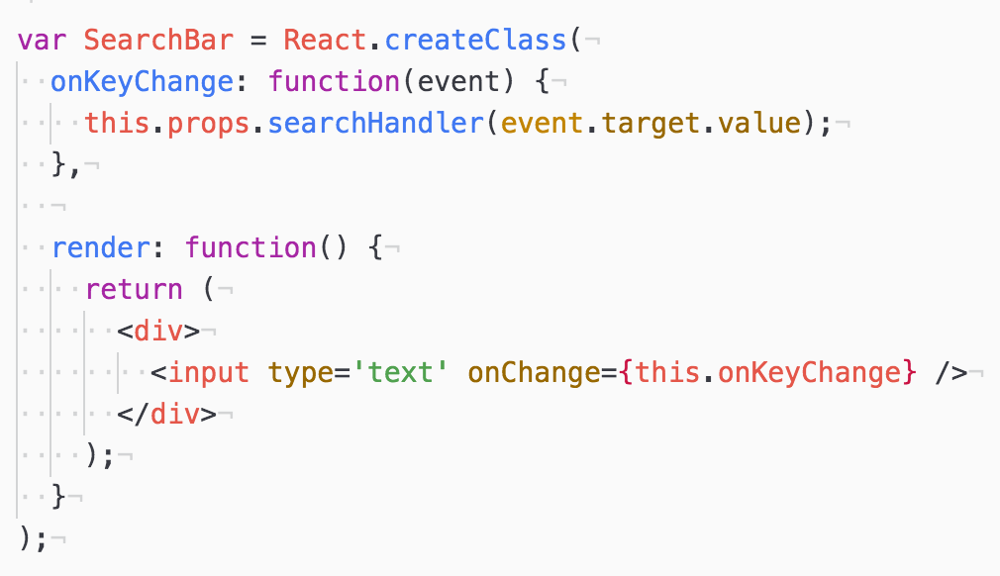 var SearchBar = React.createClass(¬
··onKeyChange: function(event) {¬
····this.props.searchHandler(event.target.value);¬
··},¬
··¬
··render: function() {¬
····return (¬
······<div>¬
········<input type='text' onChange={this.onKeyChange} />¬
······</div>¬
····);¬
··}¬
);¬